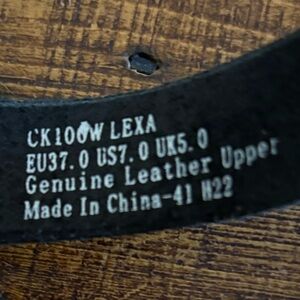 CK100W LEXA
EU37.0 US7.0 UK5.0
Genuine Leather Upper
Made In China-41 H22